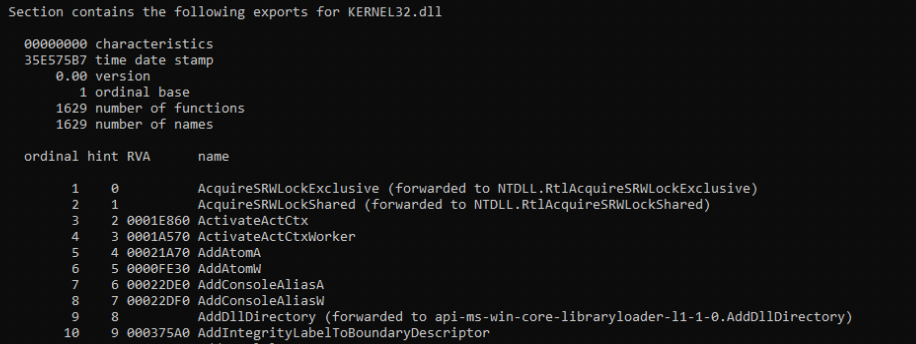 Section contains the following exports for KERNEL32.dll
00000000 characteristics
35E575B7 time date stamp
0.00 version
1 ordinal base
1629 number of functions
1629 number of names
ordinal hint RVA name
1 0 AcquireSRWLockExclusive (forwarded to NTDLL.RtlAcquireSRWLockExclusive)
2 1 AcquireSRWLockShared (forwarded to NTDLL.RtlAcquireSRWLockShared)
3 2 0001E860 ActivateActCtx
4 3 0001A570 ActivateActCtxWorker
5 4 00021A70 AddAtomA
6 5 0000FE30 AddAtomW
7 6 00022DE0 AddConsoleAliasA
8 7 00022DF0 AddConsoleAliasW
9 8 AddDllDirectory (forwarded to api-ms-win-core-libraryloader-l1-1-0.AddDllDirectory)
10 9 000375A0 AddIntegrityLabelToBoundaryDescriptor